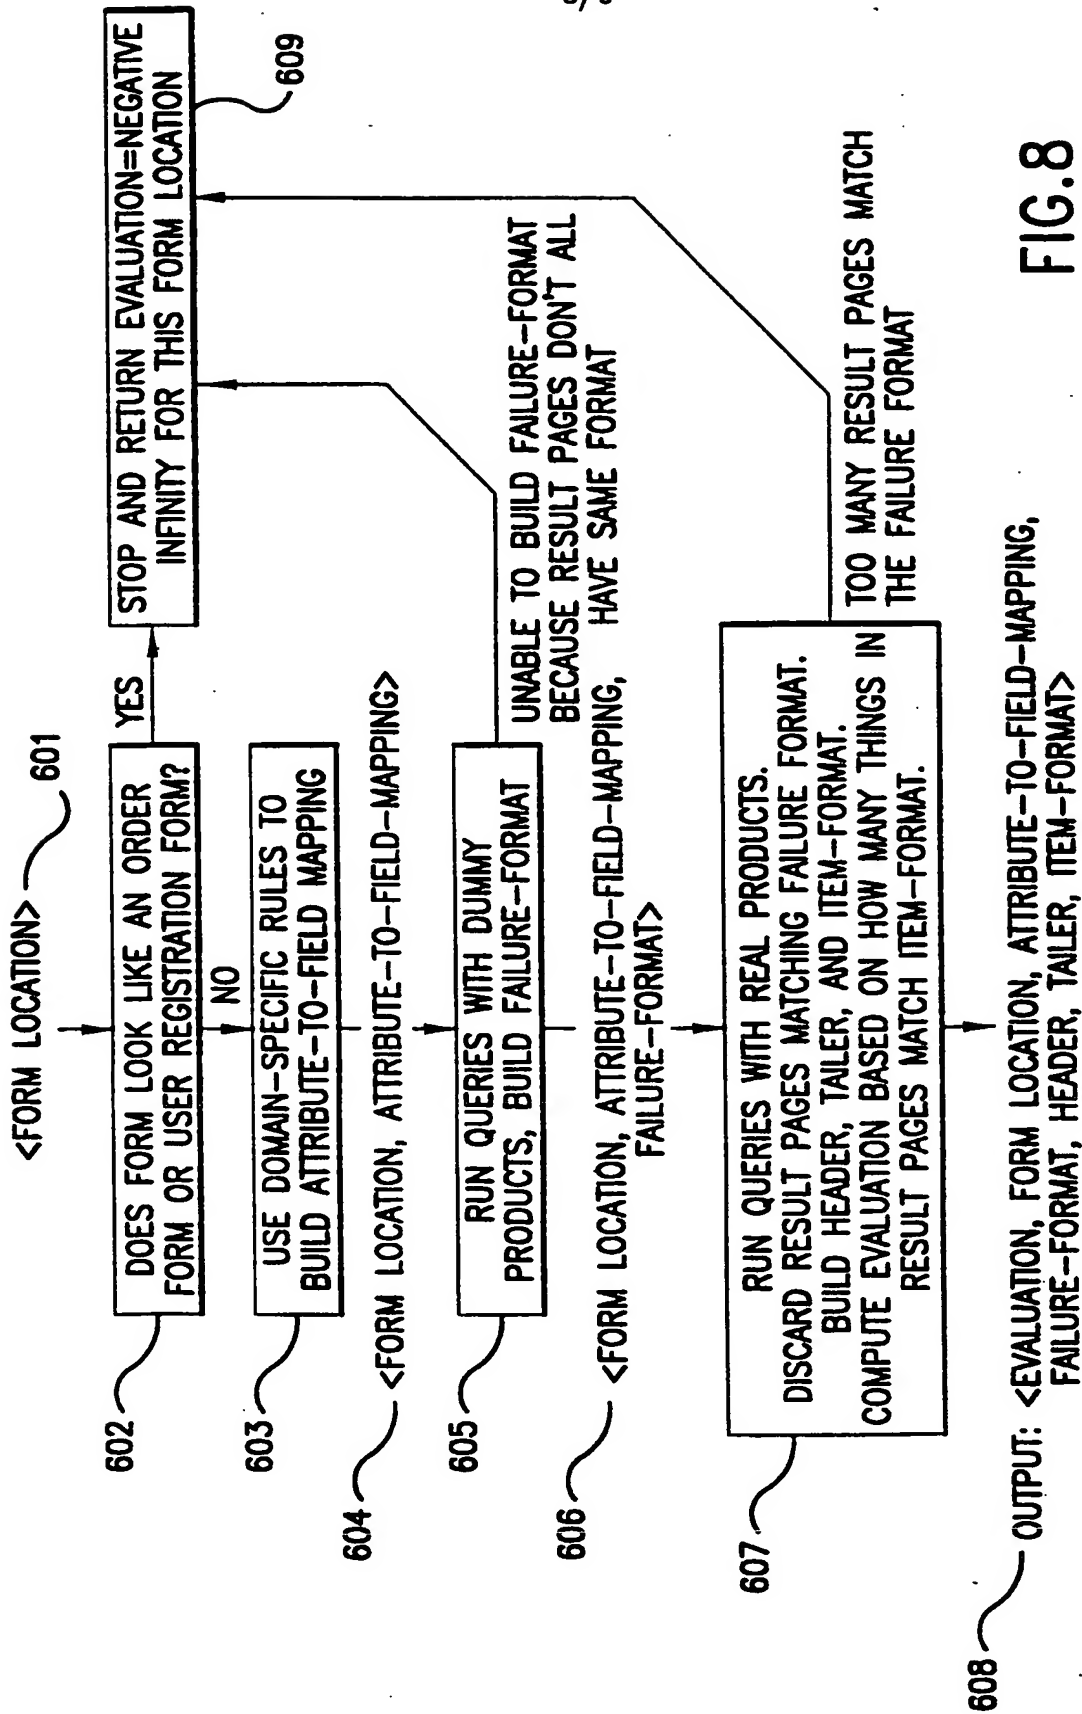 <FORM LOCATION>
601
DOES FORM LOOK LIKE AN ORDER
FORM OR USER REGISTRATION FORM?
602
YES
STOP AND RETURN EVALUATION=NEGATIVE
INFINITY FOR THIS FORM LOCATION
609
NO
USE DOMAIN-SPECIFIC RULES TO
BUILD ATTRIBUTE-TO-FIELD MAPPING
603
604
<FORM LOCATION, ATTRIBUTE-TO-FIELD-MAPPING>
605
RUN QUERIES WITH DUMMY
PRODUCTS, BUILD FAILURE-FORMAT
UNABLE TO BUILD FAILURE-FORMAT
BECAUSE RESULT PAGES DON'T ALL
HAVE SAME FORMAT
606
<FORM LOCATION, ATTRIBUTE-TO-FIELD-MAPPING,
FAILURE-FORMAT>
607
RUN QUERIES WITH REAL PRODUCTS.
DISCARD RESULT PAGES MATCHING FAILURE FORMAT.
BUILD HEADER, TAILER, AND ITEM-FORMAT.
COMPUTE EVALUATION BASED ON HOW MANY THINGS IN
RESULT PAGES MATCH ITEM-FORMAT.
TOO MANY RESULT PAGES MATCH
THE FAILURE FORMAT
608
OUTPUT: <EVALUATION, FORM LOCATION, ATTRIBUTE-TO-FIELD-MAPPING,
FAILURE-FORMAT, HEADER, TAILER, ITEM-FORMAT>
FIG.8